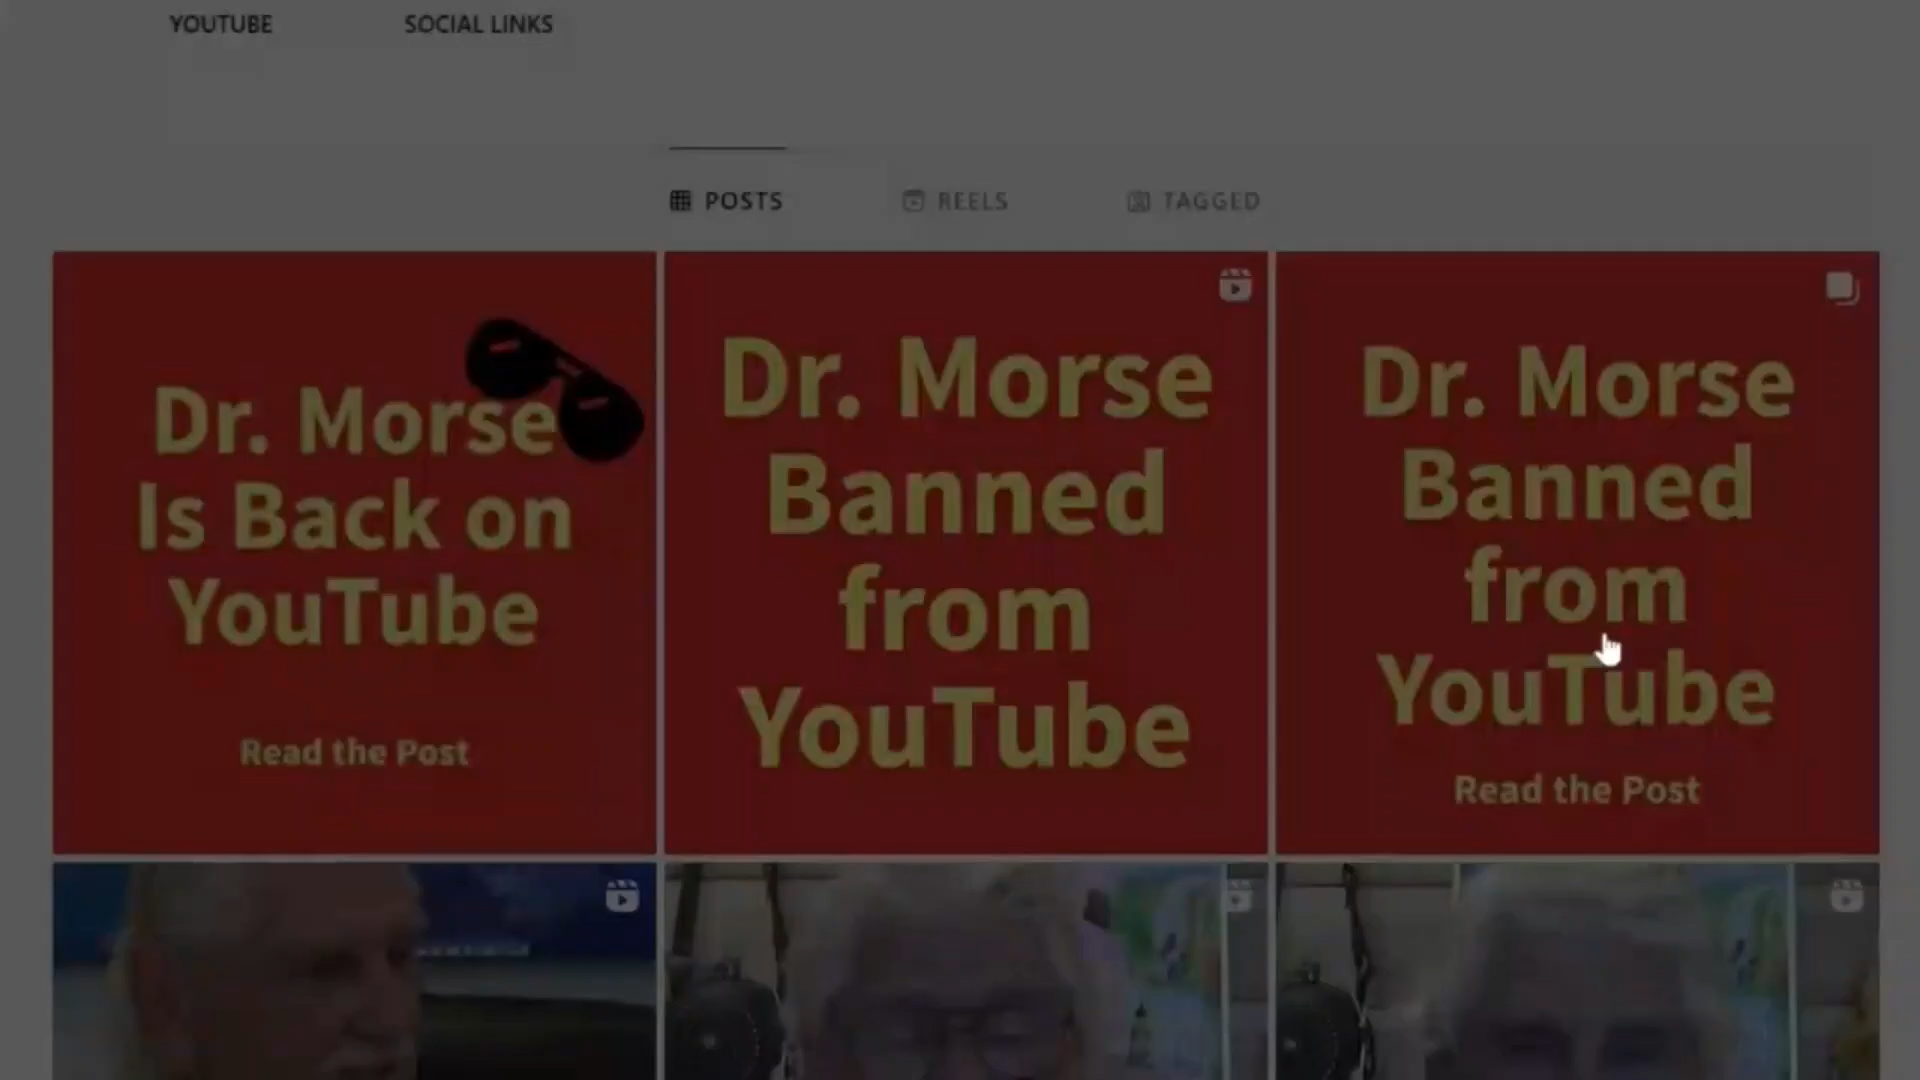 YOUTUBE
SOCIAL LINKS
POSTS
REELS
TAGGED
Dr. Morse
Is Back on
YouTube
Read the Post
Dr. Morse
Banned
from
YouTube
Dr. Morse
Banned
from
YouTube
Read the Post